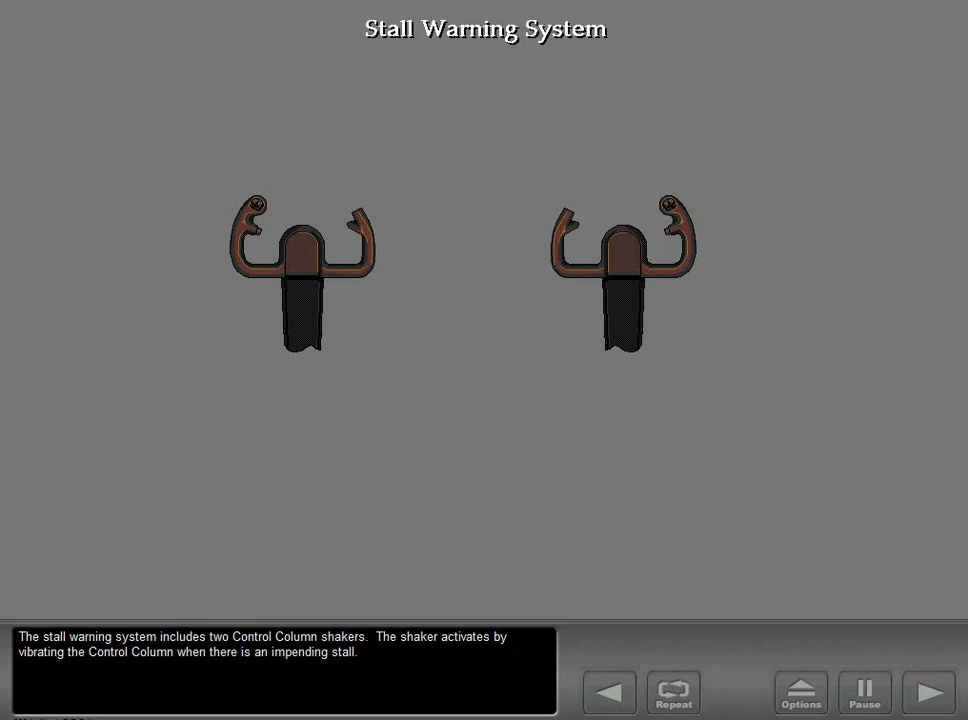 Stall Warning System
The stall warning system includes two Control Column shakers.  The shaker activates by
vibrating the Control Column when there is an impending stall.
Repeat
Options
Pause